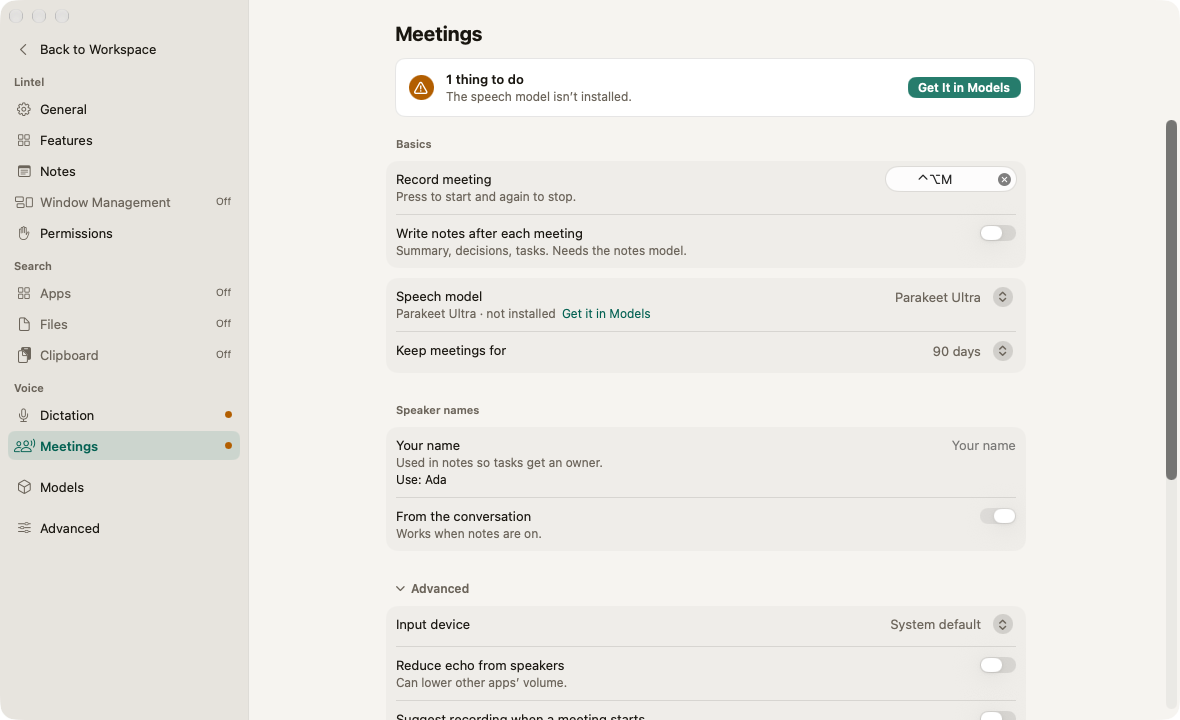 Back to Workspace
Lintel
General
Features
Notes
Window Management Off
Permissions
Search
Apps Off
Files Off
Clipboard Off
Voice
Dictation
Meetings
Models
Advanced
Meetings
1 thing to do
The speech model isn’t installed.
Get It in Models
Basics
Record meeting
Press to start and again to stop.
⌃⌥M
Write notes after each meeting
Summary, decisions, tasks. Needs the notes model.
Speech model
Parakeet Ultra · not installed Get it in Models
Parakeet Ultra
Keep meetings for
90 days
Speaker names
Your name
Used in notes so tasks get an owner.
Use: Ada
Your name
From the conversation
Works when notes are on.
Advanced
Input device
System default
Reduce echo from speakers
Can lower other apps’ volume.
Suggest recording when a meeting starts